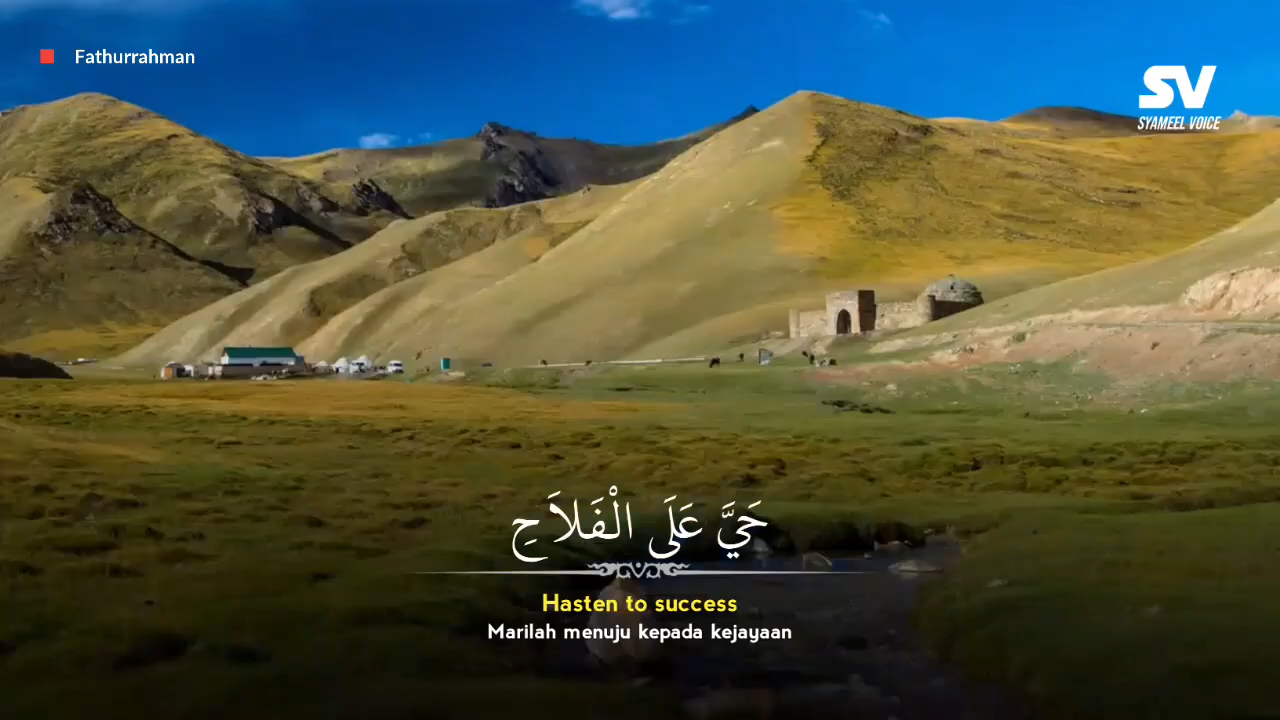 Fathurrahman
SV
SYAMEEL VOICE
حَيَّ عَلَى الْفَلاَحِ
Hasten to success
Marilah menuju kepada kejayaan